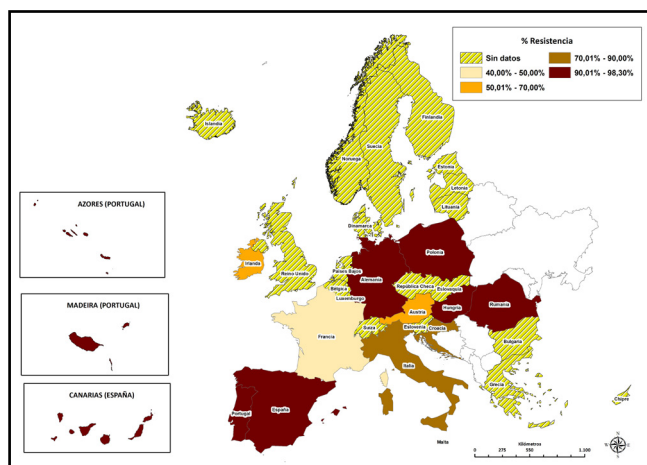 % Resistencia
Sin datos
40,00% - 50,00%
50,01% - 70,00%
70,01% - 90,00%
90,01% - 98,30%
Islandia
Finlandia
Suecia
Noruega
Estonia
Letonia
Lituania
Dinamarca
Irlanda
Reino Unido
Países Bajos
Bélgica
Luxemburgo
Alemania
Polonia
República Checa
Eslovaquia
Austria
Hungría
Rumanía
Suiza
Eslovenia
Croacia
Francia
Italia
Bulgaria
Grecia
Chipre
Malta
Portugal
España
AZORES (PORTUGAL)
MADEIRA (PORTUGAL)
CANARIAS (ESPAÑA)
Kilómetros
0 275 550 1.100